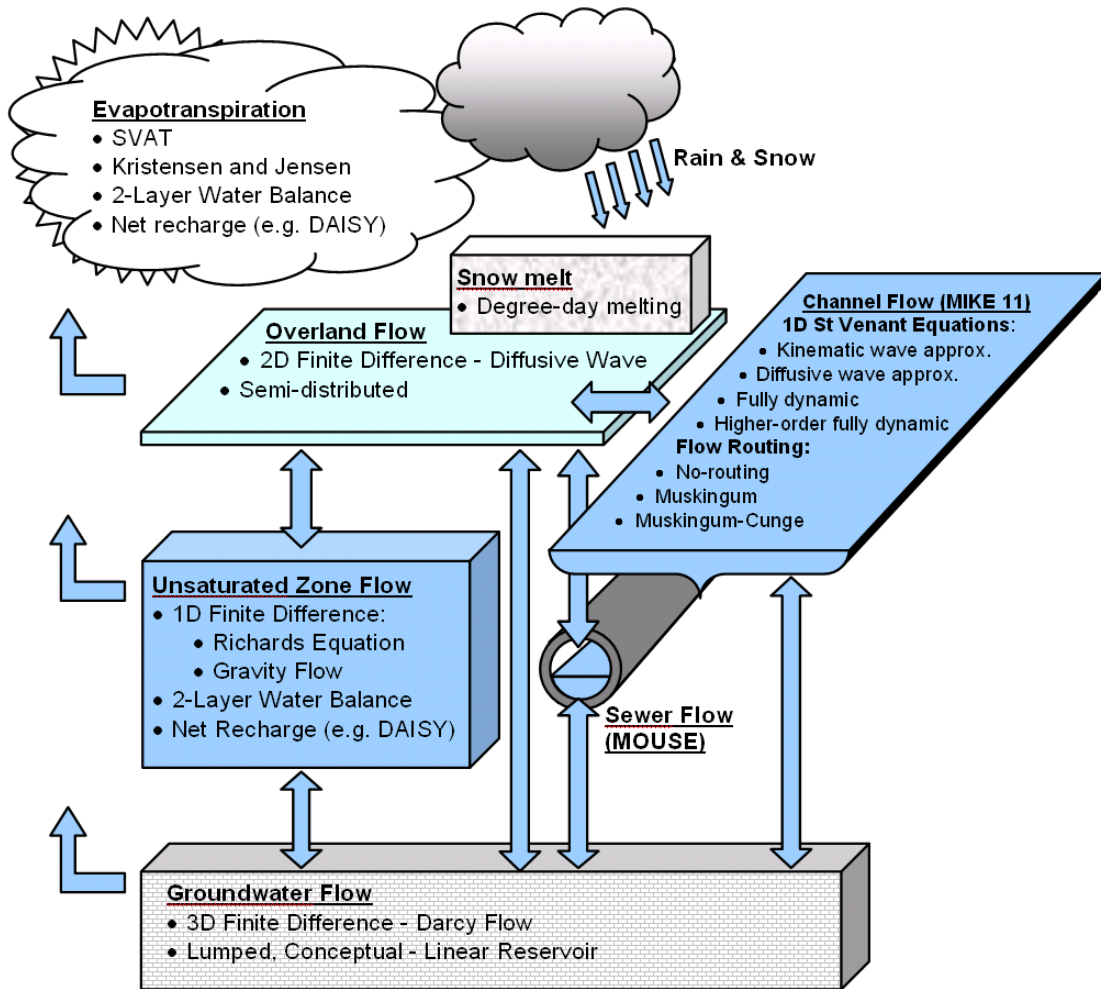 Evapotranspiration
• SVAT
• Kristensen and Jensen
• 2-Layer Water Balance
• Net recharge (e.g. DAISY)
Rain & Snow
Snow melt
• Degree-day melting
Overland Flow
• 2D Finite Difference - Diffusive Wave
• Semi-distributed
Channel Flow (MIKE 11)
1D St Venant Equations:
• Kinematic wave approx.
• Diffusive wave approx.
• Fully dynamic
• Higher-order fully dynamic
Flow Routing:
• No-routing
• Muskingum
• Muskingum-Cunge
Unsaturated Zone Flow
• 1D Finite Difference:
• Richards Equation
• Gravity Flow
• 2-Layer Water Balance
• Net Recharge (e.g. DAISY)
Sewer Flow
(MOUSE)
Groundwater Flow
• 3D Finite Difference - Darcy Flow
• Lumped, Conceptual - Linear Reservoir